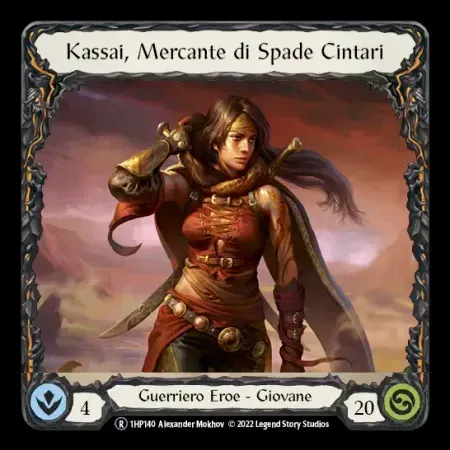 Kassai, Mercante di Spade Cintari
Guerriero Eroe - Giovane
4
20
R 1HP140 Alexander Mokhov © 2022 Legend Story Studios